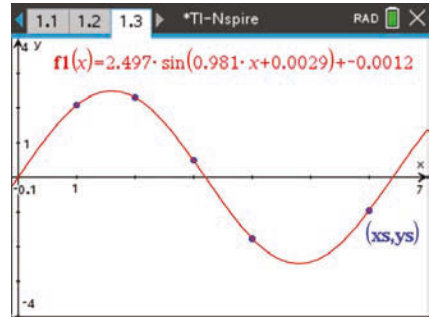 1.1 1.2 1.3 *TI-Nspire RAD
4 y
f1(x)=2.497·sin(0.981·x+0.0029)+-0.0012
1
x
-0.1 1 7
(xs,ys)
-4